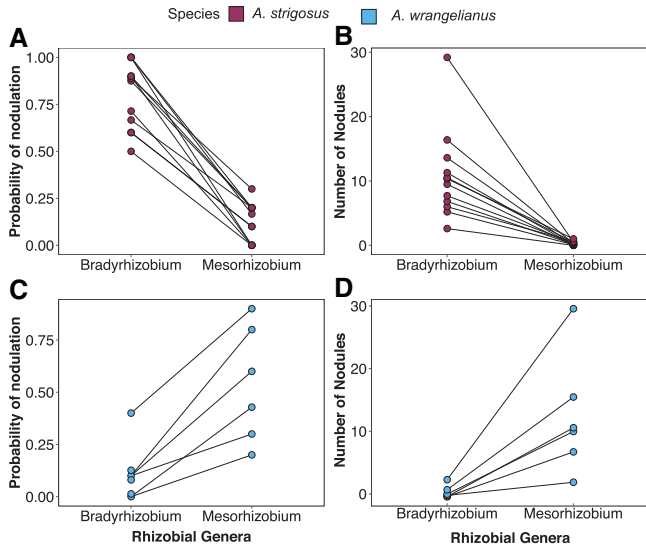 Species A. strigosus A. wrangelianus
A B
Probability of nodulation
1.00
0.75
0.50
0.25
0.00
Bradyrhizobium Mesorhizobium
Number of Nodules
30
20
10
0
Bradyrhizobium Mesorhizobium
C D
Probability of nodulation
0.75
0.50
0.25
0.00
Bradyrhizobium Mesorhizobium
Rhizobial Genera
Number of Nodules
30
20
10
0
Bradyrhizobium Mesorhizobium
Rhizobial Genera